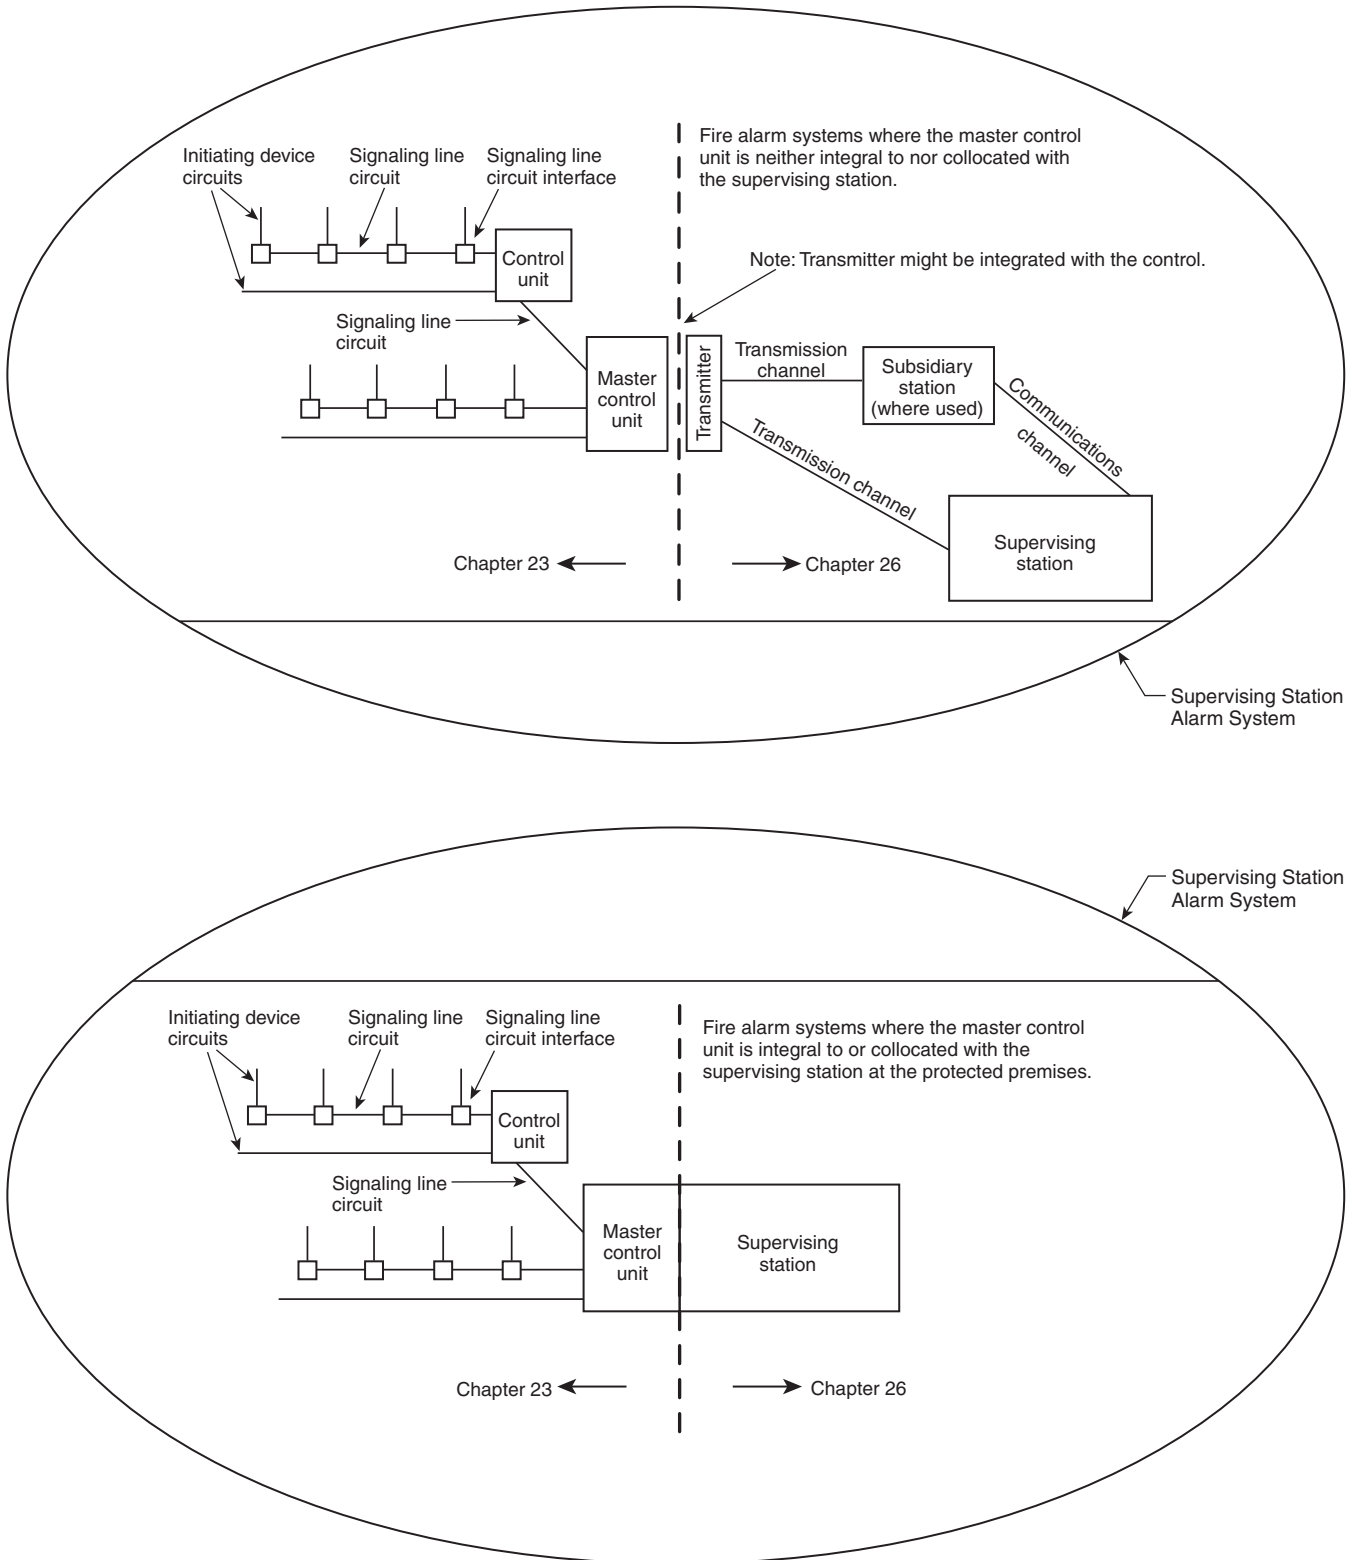 Fire alarm systems where the master control
unit is neither integral to nor collocated with
the supervising station.
Initiating device
circuits
Signaling line
circuit
Signaling line
circuit interface
Control
unit
Note: Transmitter might be integrated with the control.
Signaling line
circuit
Master
control
unit
Transmitter
Transmission
channel
Subsidiary
station
(where used)
Communications
channel
Transmission channel
Supervising
station
Chapter 23
Chapter 26
Supervising Station
Alarm System
Supervising Station
Alarm System
Initiating device
circuits
Signaling line
circuit
Signaling line
circuit interface
Fire alarm systems where the master control
unit is integral to or collocated with the
supervising station at the protected premises.
Control
unit
Signaling line
circuit
Master
control
unit
Supervising
station
Chapter 23
Chapter 26